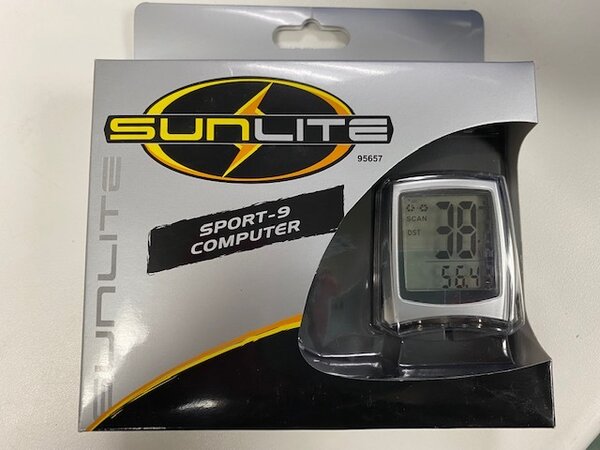 SUNLITE
95657
SPORT-9
COMPUTER
SUNLITE
SCAN
38
DST
56.4